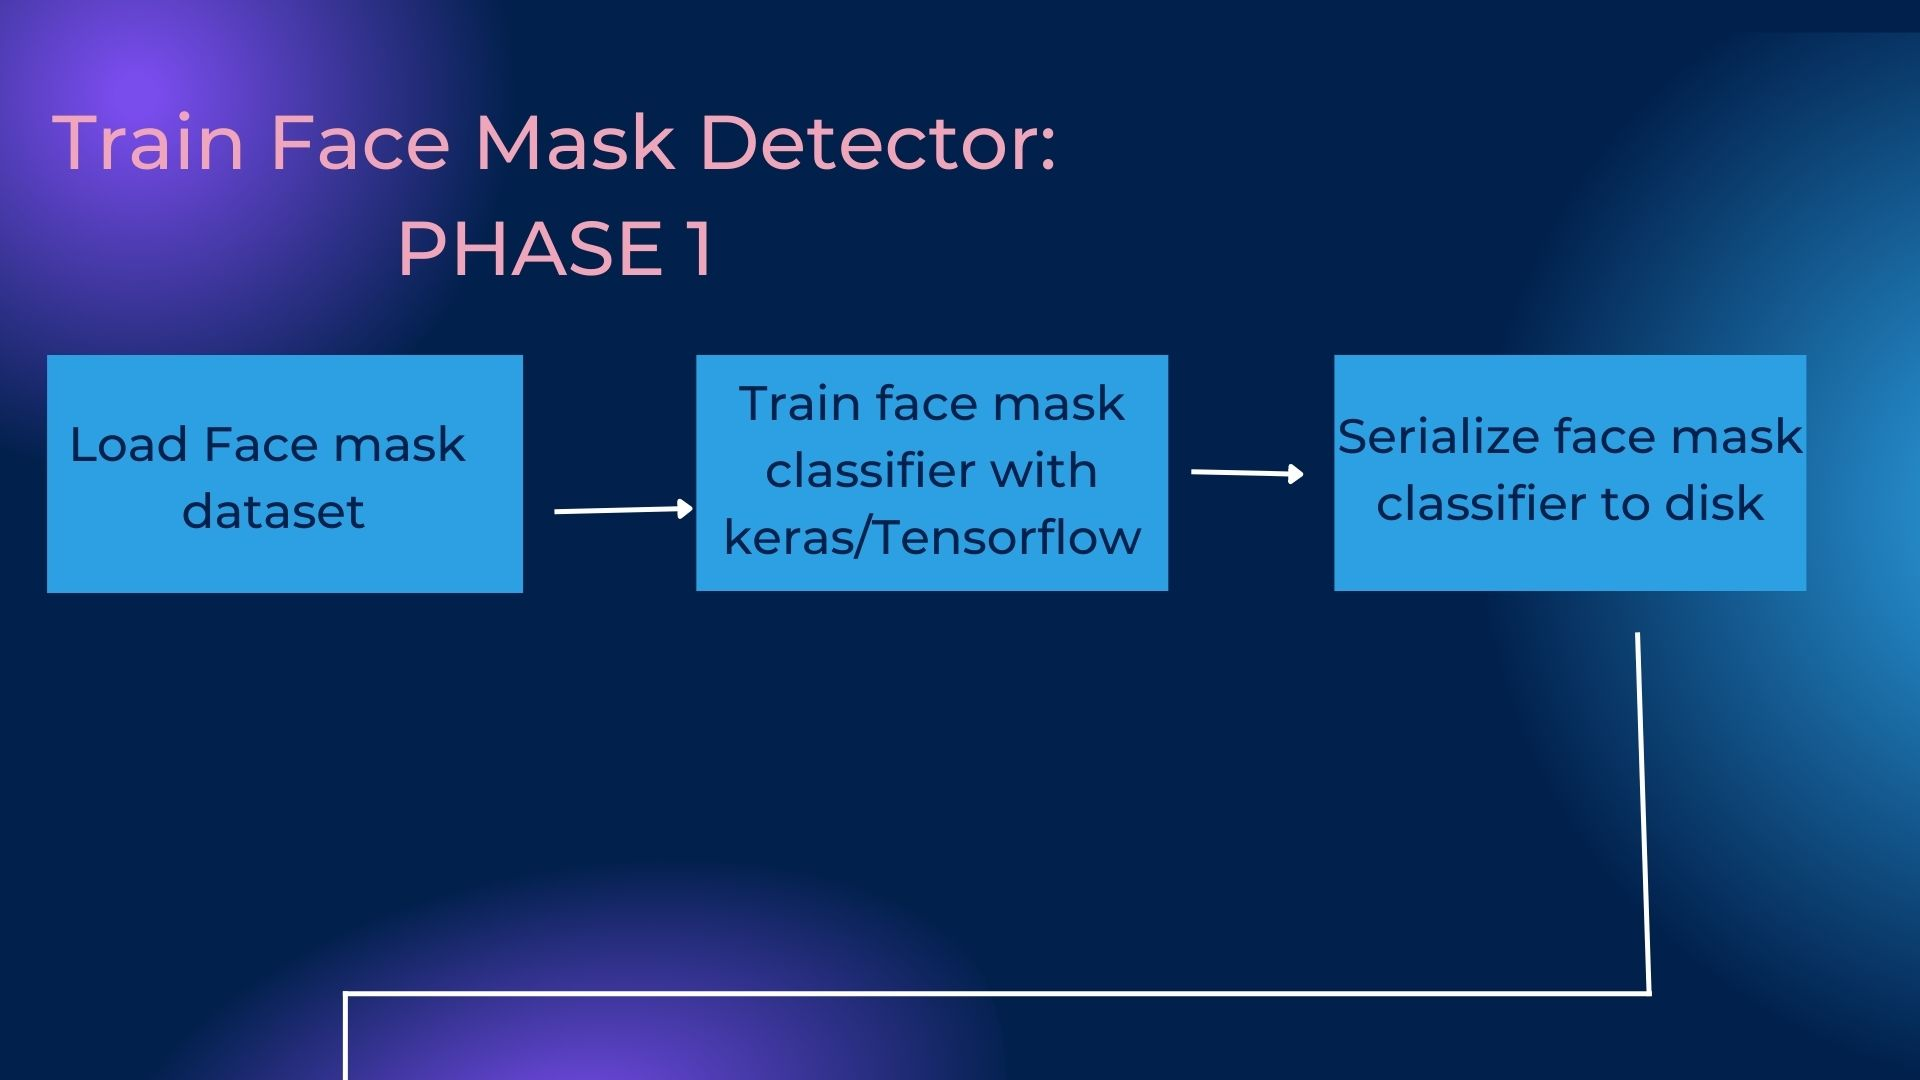 Train Face Mask Detector:
PHASE 1
Load Face mask
dataset
Train face mask
classifier with
keras/Tensorflow
Serialize face mask
classifier to disk